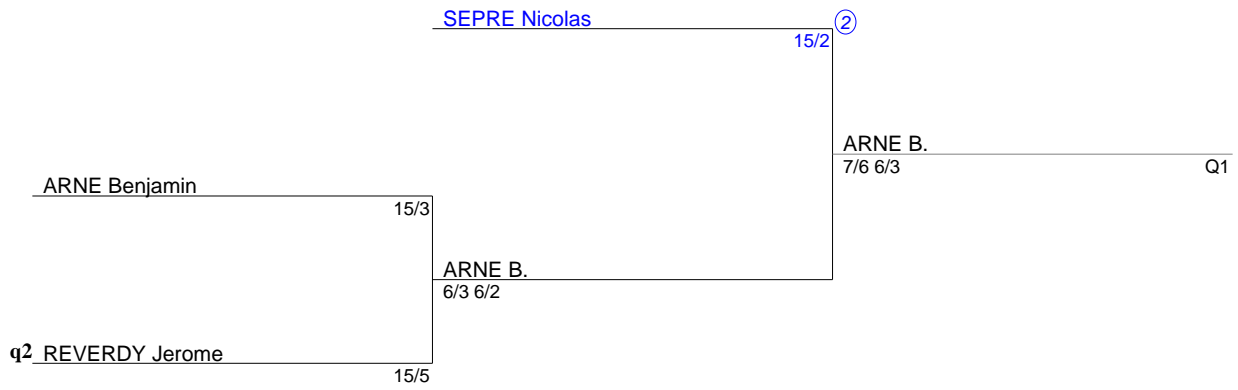 SEPRE Nicolas
2
15/2
ARNE B.
7/6 6/3
Q1
ARNE Benjamin
15/3
ARNE B.
6/3 6/2
q2 REVERDY Jerome
15/5